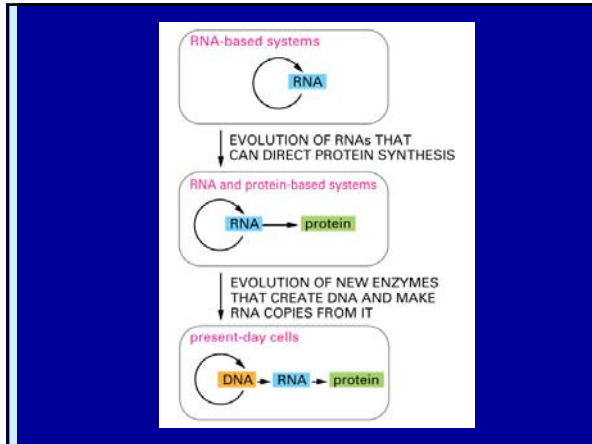 RNA-based systems
RNA
EVOLUTION OF RNAs THAT
CAN DIRECT PROTEIN SYNTHESIS
RNA and protein-based systems
RNA protein
EVOLUTION OF NEW ENZYMES
THAT CREATE DNA AND MAKE
RNA COPIES FROM IT
present-day cells
DNA RNA protein